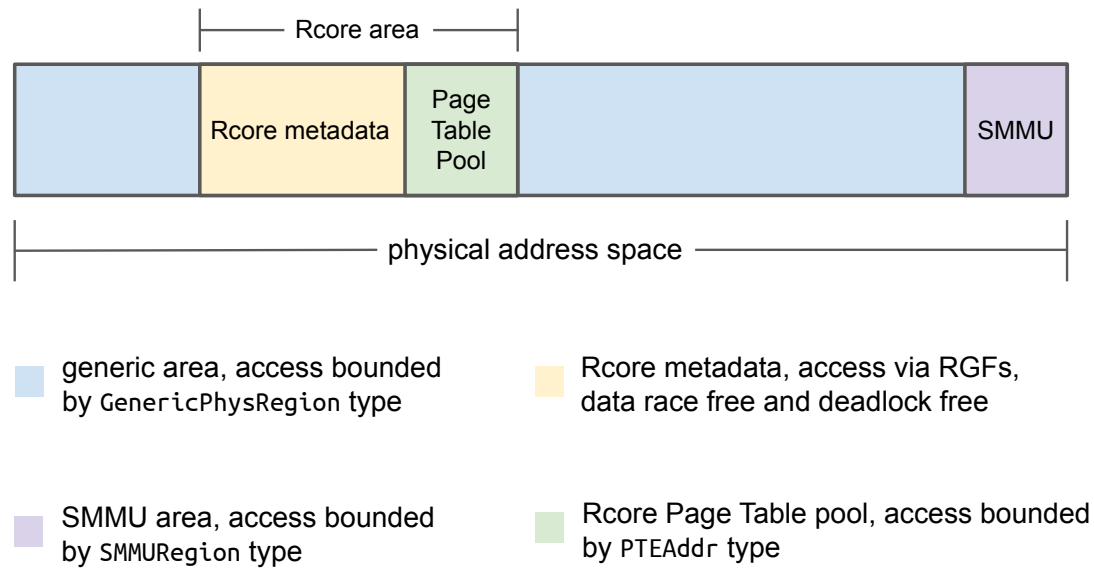 Rcore area
Rcore metadata
Page
Table
Pool
SMMU
physical address space
generic area, access bounded
by GenericPhysRegion type
Rcore metadata, access via RGFs,
data race free and deadlock free
SMMU area, access bounded
by SMMURegion type
Rcore Page Table pool, access bounded
by PTEAddr type